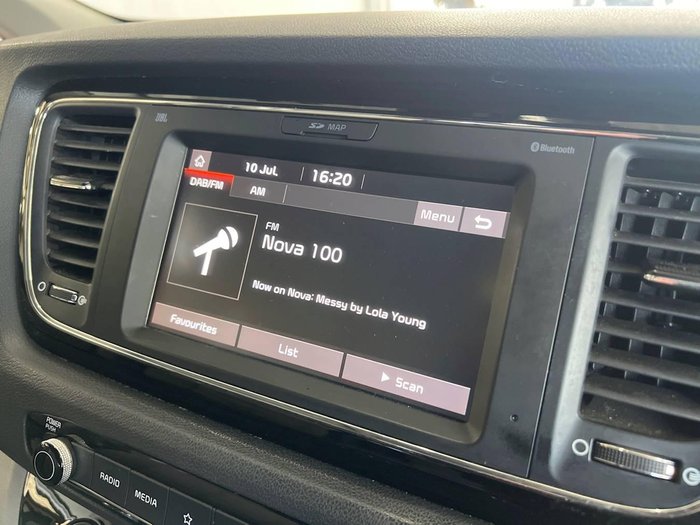 JBL
SD MAP
Bluetooth
10 Jul 16:20
DAB/FM AM
Menu
FM
Nova 100
Now on Nova: Messy by Lola Young
Favourites List Scan
POWER
PUSH
RADIO MEDIA